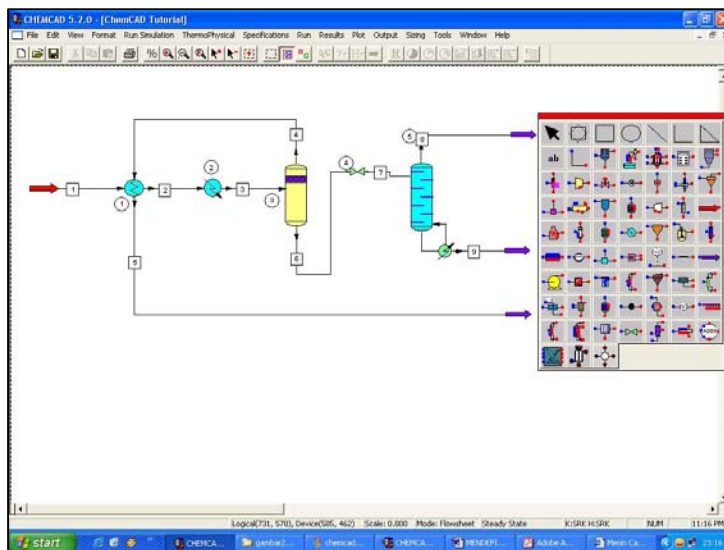 CHEMCAD 5.2.0 - [ChemCAD Tutorial]
File Edit View Format Run Simulation ThermoPhysical Specifications Run Results Plot Output Sizing Tools Window Help
4
5 8
2
4 7
1 2 3
1
3
6
9
5
ab
Logical(731, 578), Device(585, 462) Scale: 0.800 Mode: Flowsheet Steady State K:SRK H:SRK NUM 11:16 PM
start CHEMCA... gambar2... chemcad... CHEMCA... MENDEFI... Adobe A... Mesin Ca... 23:16